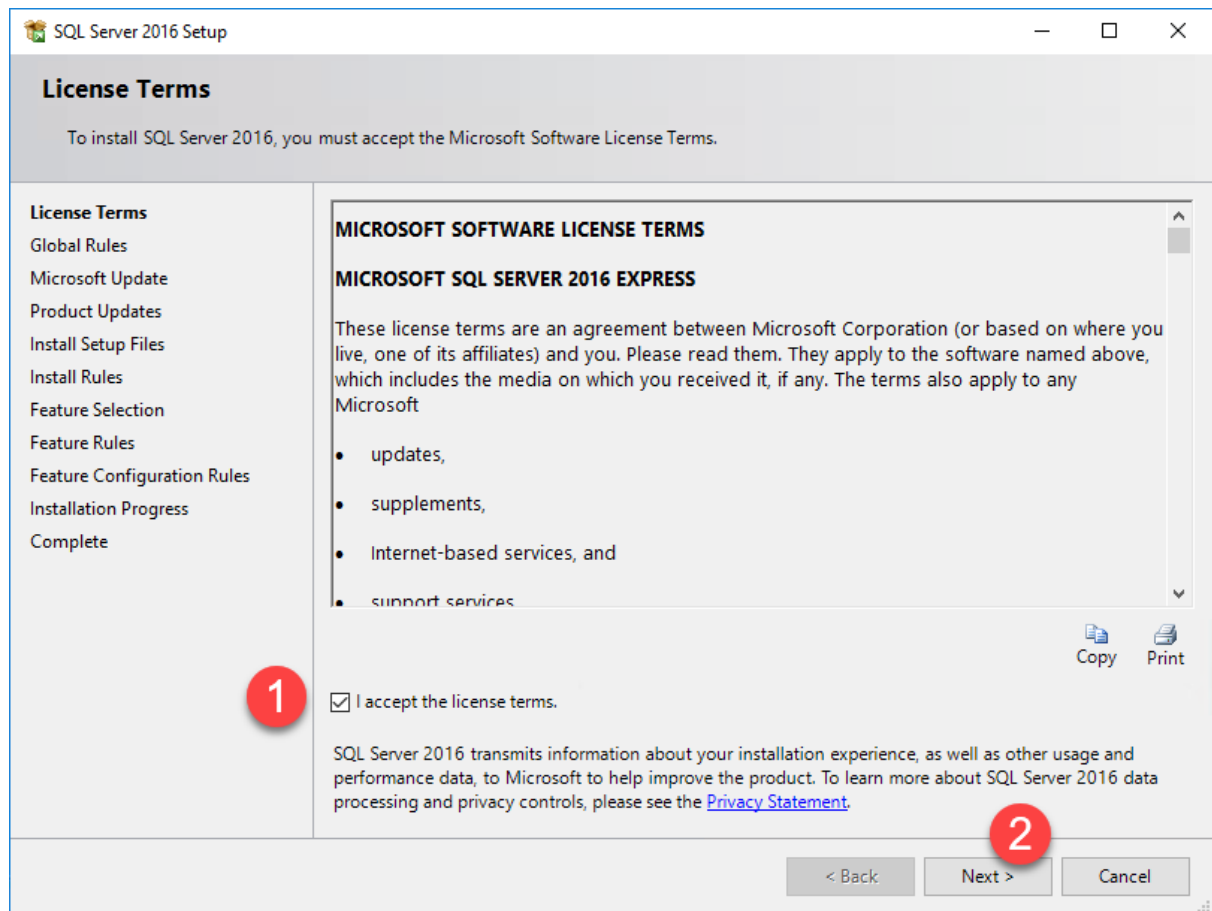 SQL Server 2016 Setup
License Terms
To install SQL Server 2016, you must accept the Microsoft Software License Terms.
License Terms
Global Rules
Microsoft Update
Product Updates
Install Setup Files
Install Rules
Feature Selection
Feature Rules
Feature Configuration Rules
Installation Progress
Complete
MICROSOFT SOFTWARE LICENSE TERMS
MICROSOFT SQL SERVER 2016 EXPRESS
These license terms are an agreement between Microsoft Corporation (or based on where you
live, one of its affiliates) and you. Please read them. They apply to the software named above,
which includes the media on which you received it, if any. The terms also apply to any
Microsoft
• updates,
• supplements,
• Internet-based services, and
• support services
Copy Print
1
I accept the license terms.
SQL Server 2016 transmits information about your installation experience, as well as other usage and
performance data, to Microsoft to help improve the product. To learn more about SQL Server 2016 data
processing and privacy controls, please see the Privacy Statement.
2
< Back Next > Cancel